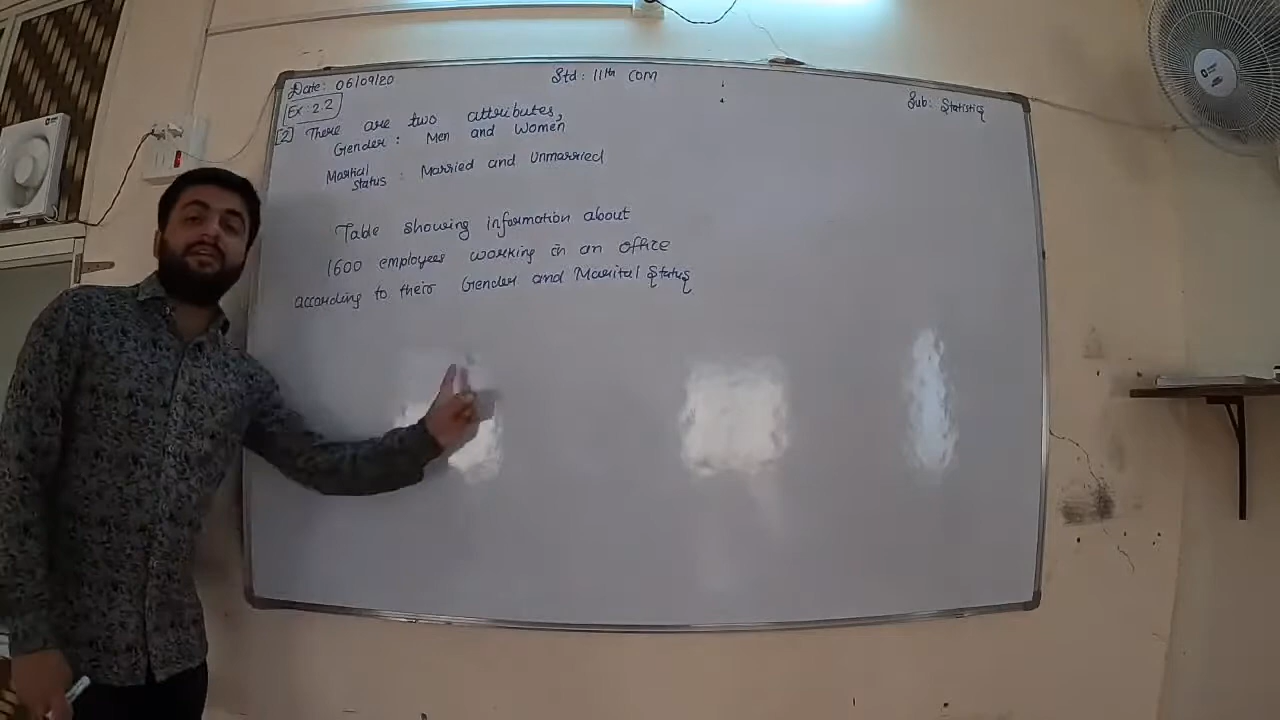 Date: 06/09/20
Std: 11th com
Sub: Statistics
Ex: 2.2
[2] There are two attributes,
Gender : Men and Women
Marital status : Married and Unmarried
Table showing information about
1600 employees working in an office
according to their Gender and Marital Status